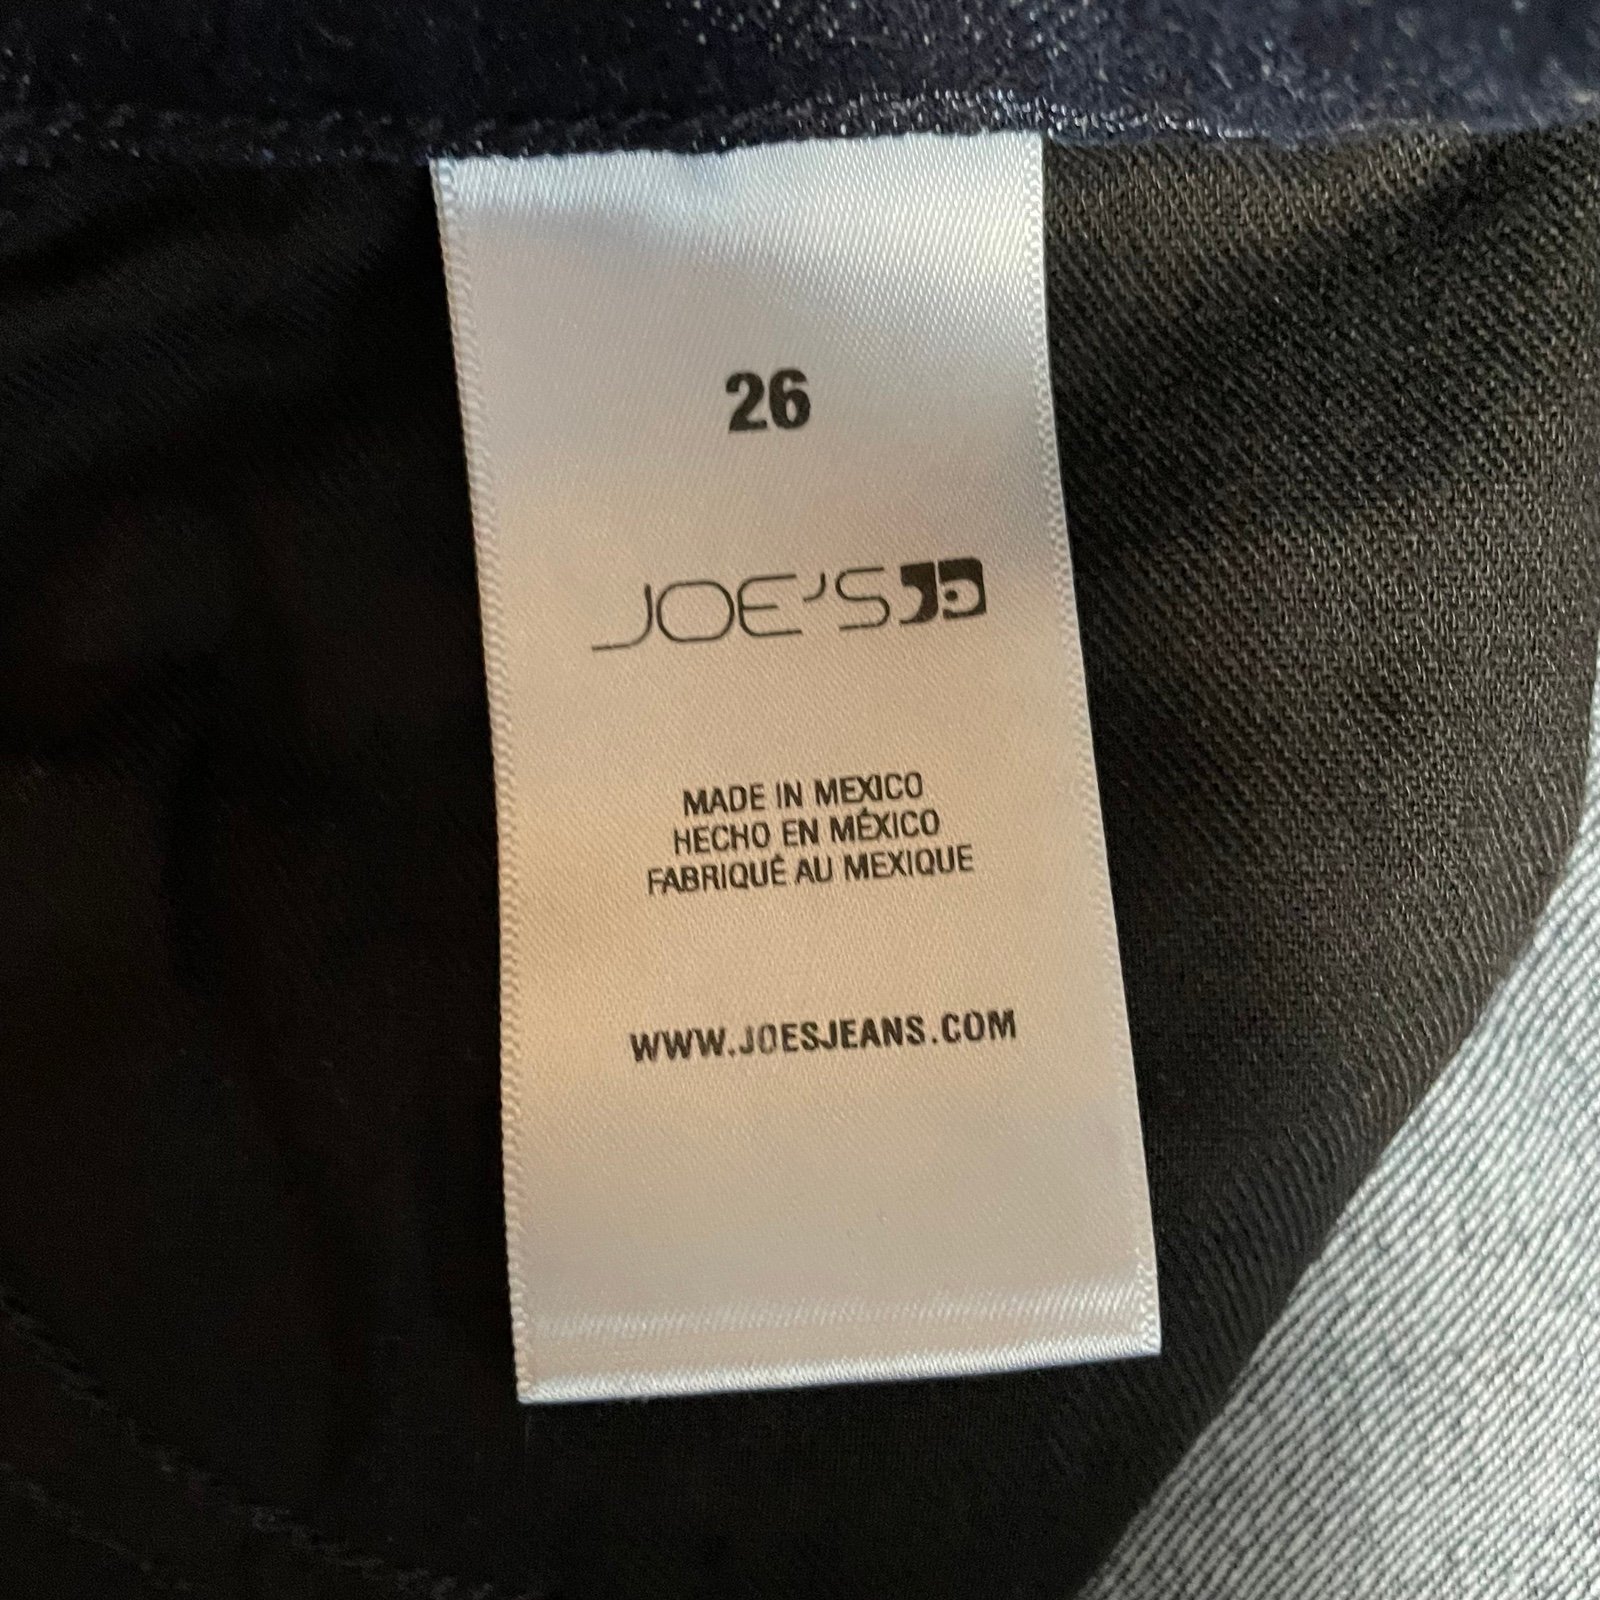 26
JOE'S
MADE IN MEXICO
HECHO EN MÉXICO
FABRIQUÉ AU MEXIQUE
WWW.JOESJEANS.COM